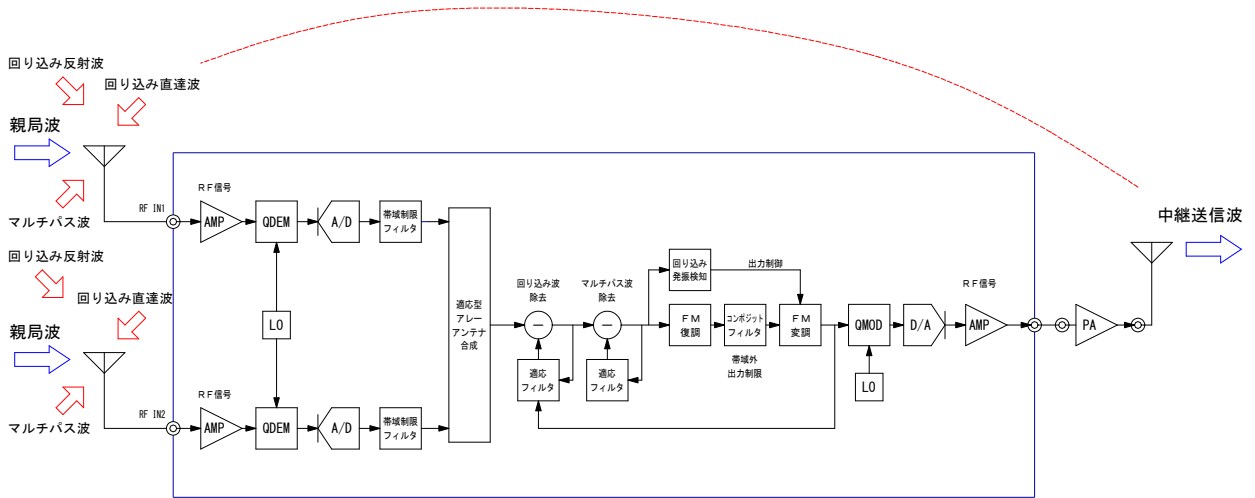 回り込み反射波
回り込み直達波
親局波
マルチパス波
RF IN1
RF信号
AMP
QDEM
A/D
帯域制限
フィルタ
回り込み反射波
回り込み直達波
親局波
マルチパス波
RF IN2
LO
RF信号
AMP
QDEM
A/D
帯域制限
フィルタ
適応型
アレー
アンテナ
合成
回り込み波
除去
−
適応
フィルタ
マルチパス波
除去
−
適応
フィルタ
回り込み
発振検知
出力制御
FM
復調
コンポジット
フィルタ
帯域外
出力制限
FM
変調
QMOD
LO
D/A
RF信号
AMP
PA
中継送信波